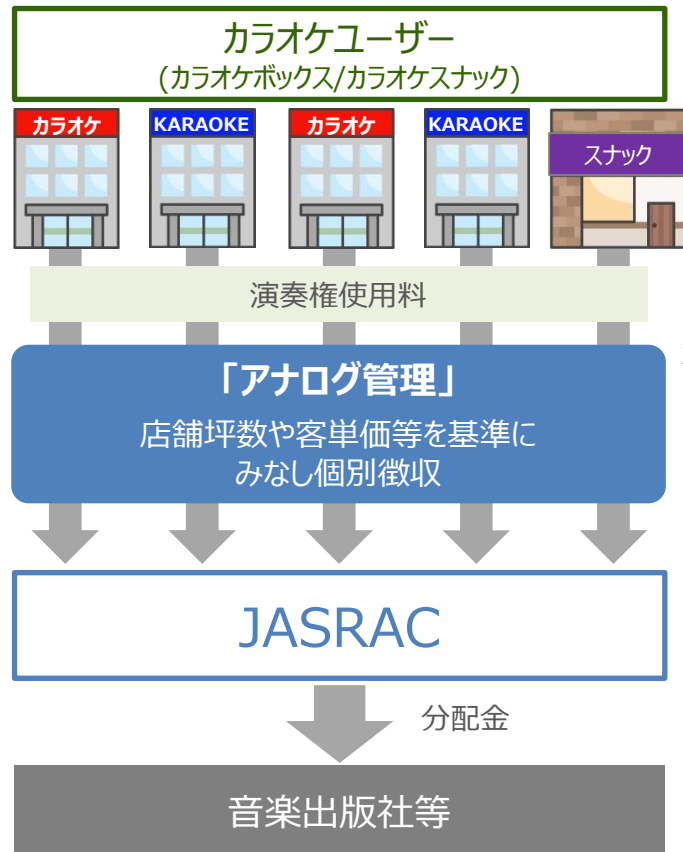 カラオケユーザー
(カラオケボックス/カラオケスナック)
カラオケ
KARAOKE
カラオケ
KARAOKE
スナック
演奏権使用料
「アナログ管理」
店舗坪数や客単価等を基準に
みなし個別徴収
JASRAC
分配金
音楽出版社等